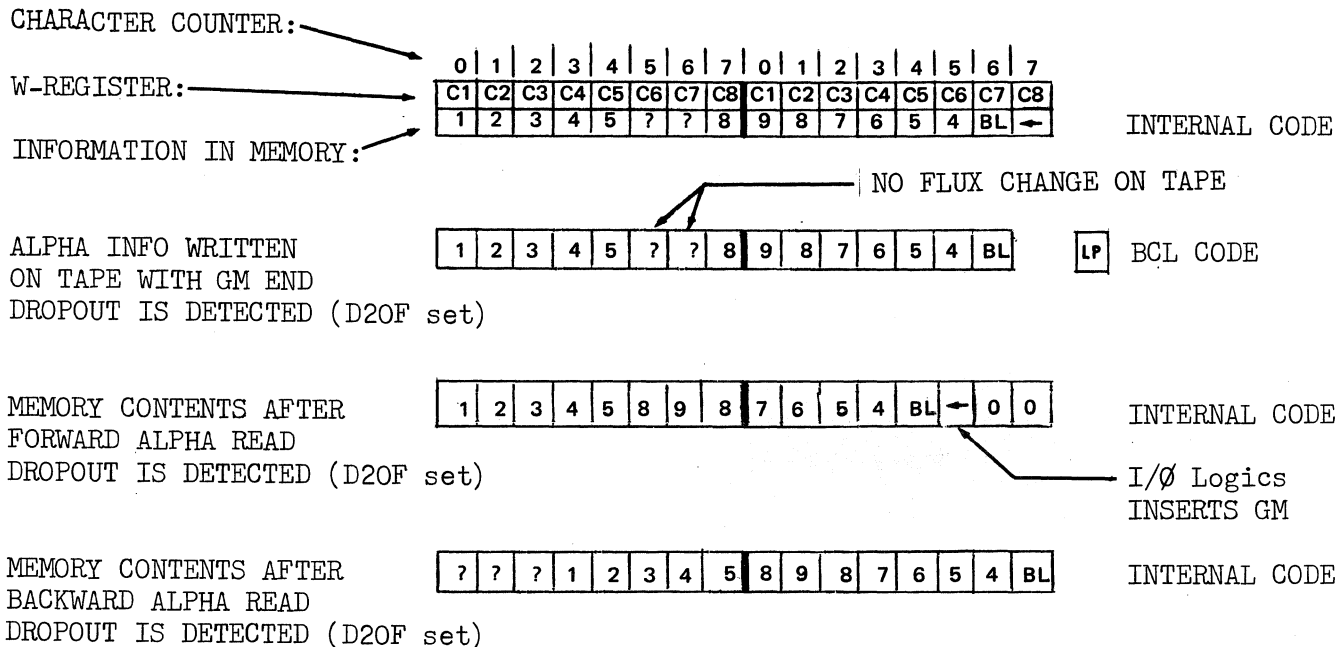 CHARACTER COUNTER:
0 1 2 3 4 5 6 7 0 1 2 3 4 5 6 7
W-REGISTER:
C1 C2 C3 C4 C5 C6 C7 C8 C1 C2 C3 C4 C5 C6 C7 C8
1 2 3 4 5 ? ? 8 9 8 7 6 5 4 BL ← INTERNAL CODE
INFORMATION IN MEMORY:
NO FLUX CHANGE ON TAPE
ALPHA INFO WRITTEN
1 2 3 4 5 ? ? 8 9 8 7 6 5 4 BL LP BCL CODE
ON TAPE WITH GM END
DROPOUT IS DETECTED (D20F set)
MEMORY CONTENTS AFTER
1 2 3 4 5 8 9 8 7 6 5 4 BL ← 0 0 INTERNAL CODE
FORWARD ALPHA READ
DROPOUT IS DETECTED (D20F set)
I/Ø Logics
INSERTS GM
MEMORY CONTENTS AFTER
? ? ? 1 2 3 4 5 8 9 8 7 6 5 4 BL INTERNAL CODE
BACKWARD ALPHA READ
DROPOUT IS DETECTED (D20F set)